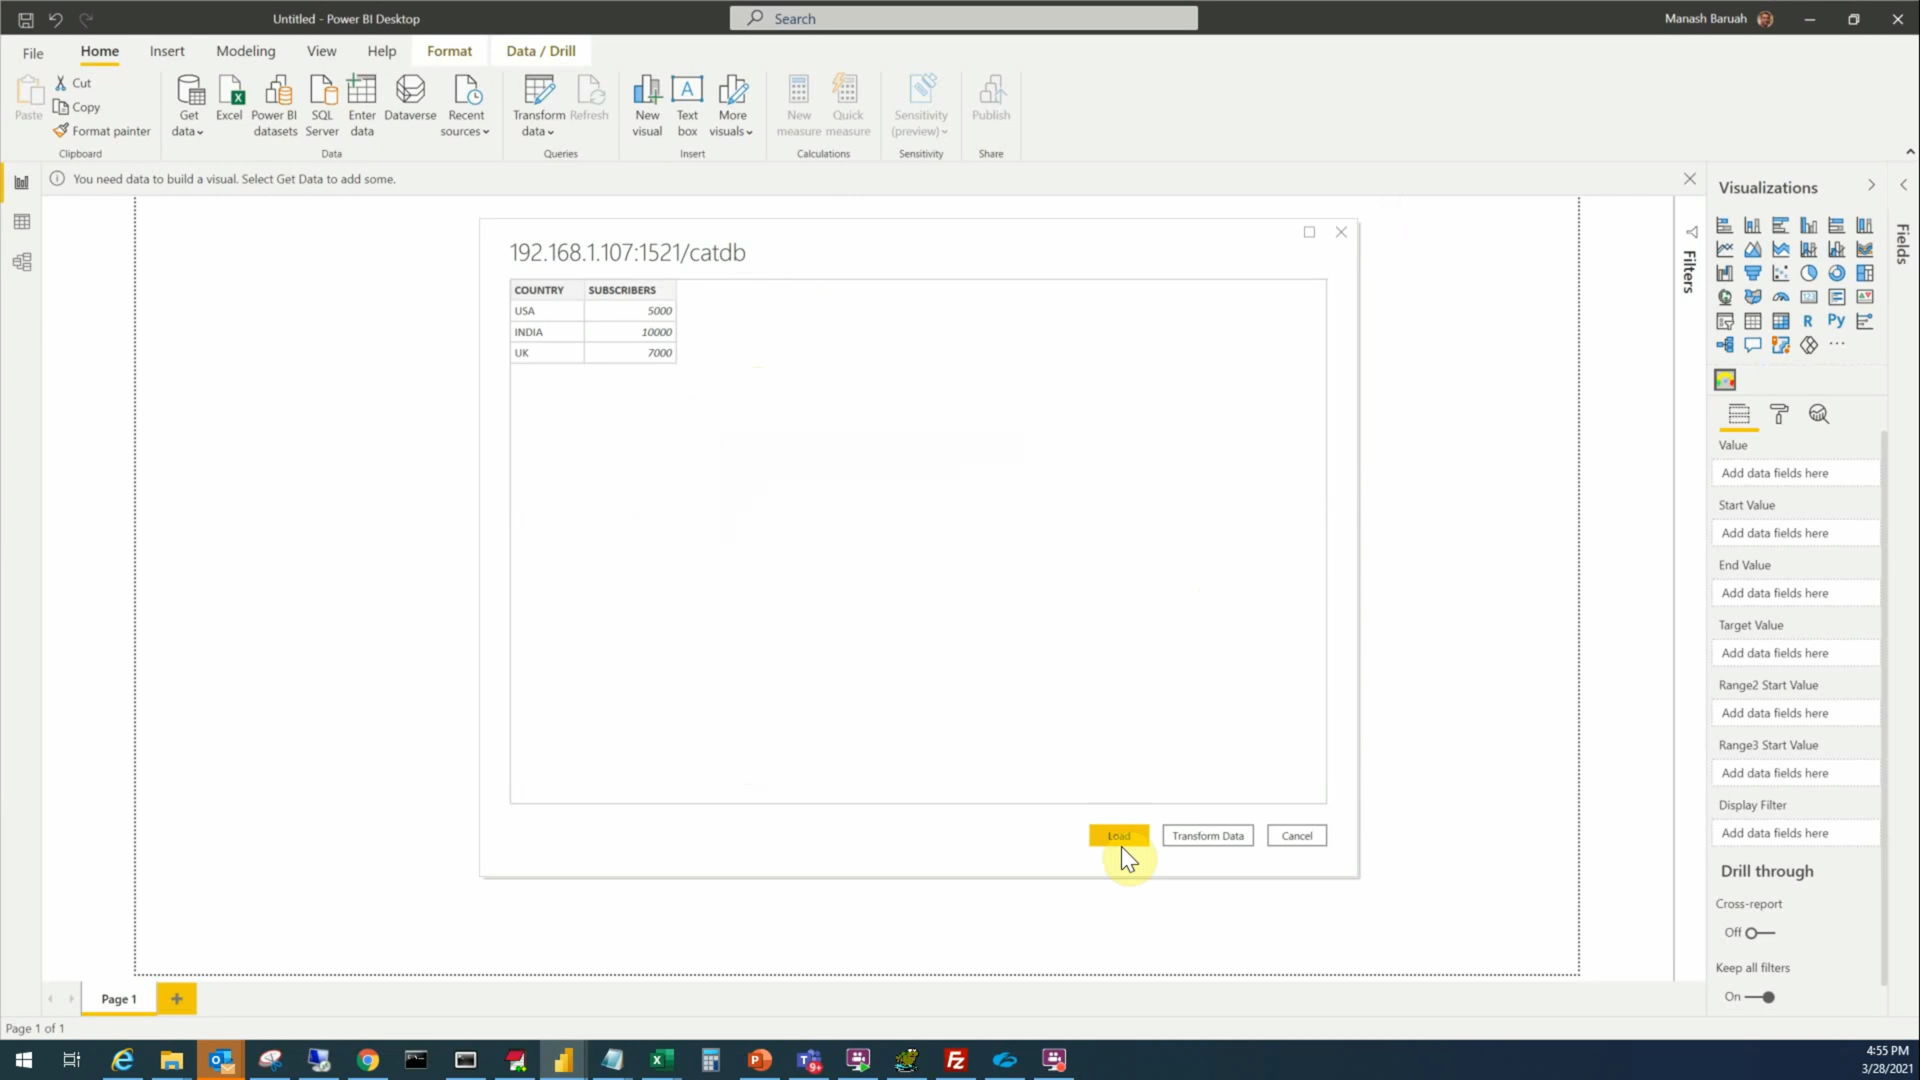 Untitled - Power BI Desktop
Search
Manash Baruah
File
Home
Insert
Modeling
View
Help
Format
Data / Drill
Paste
Cut
Copy
Format painter
Clipboard
Get data
Excel
Power BI datasets
SQL Server
Enter data
Dataverse
Recent sources
Data
Transform data
Refresh
Queries
New visual
Text box
More visuals
Insert
New measure
Quick measure
Calculations
Sensitivity (preview)
Sensitivity
Publish
Share
You need data to build a visual. Select Get Data to add some.
192.168.1.107:1521/catdb
COUNTRY SUBSCRIBERS
USA 5000
INDIA 10000
UK 7000
Load
Transform Data
Cancel
Filters
Visualizations
Fields
R
Py
Value
Add data fields here
Start Value
Add data fields here
End Value
Add data fields here
Target Value
Add data fields here
Range2 Start Value
Add data fields here
Range3 Start Value
Add data fields here
Display Filter
Add data fields here
Drill through
Cross-report
Off
Keep all filters
On
Page 1
Page 1 of 1
4:55 PM
3/28/2021